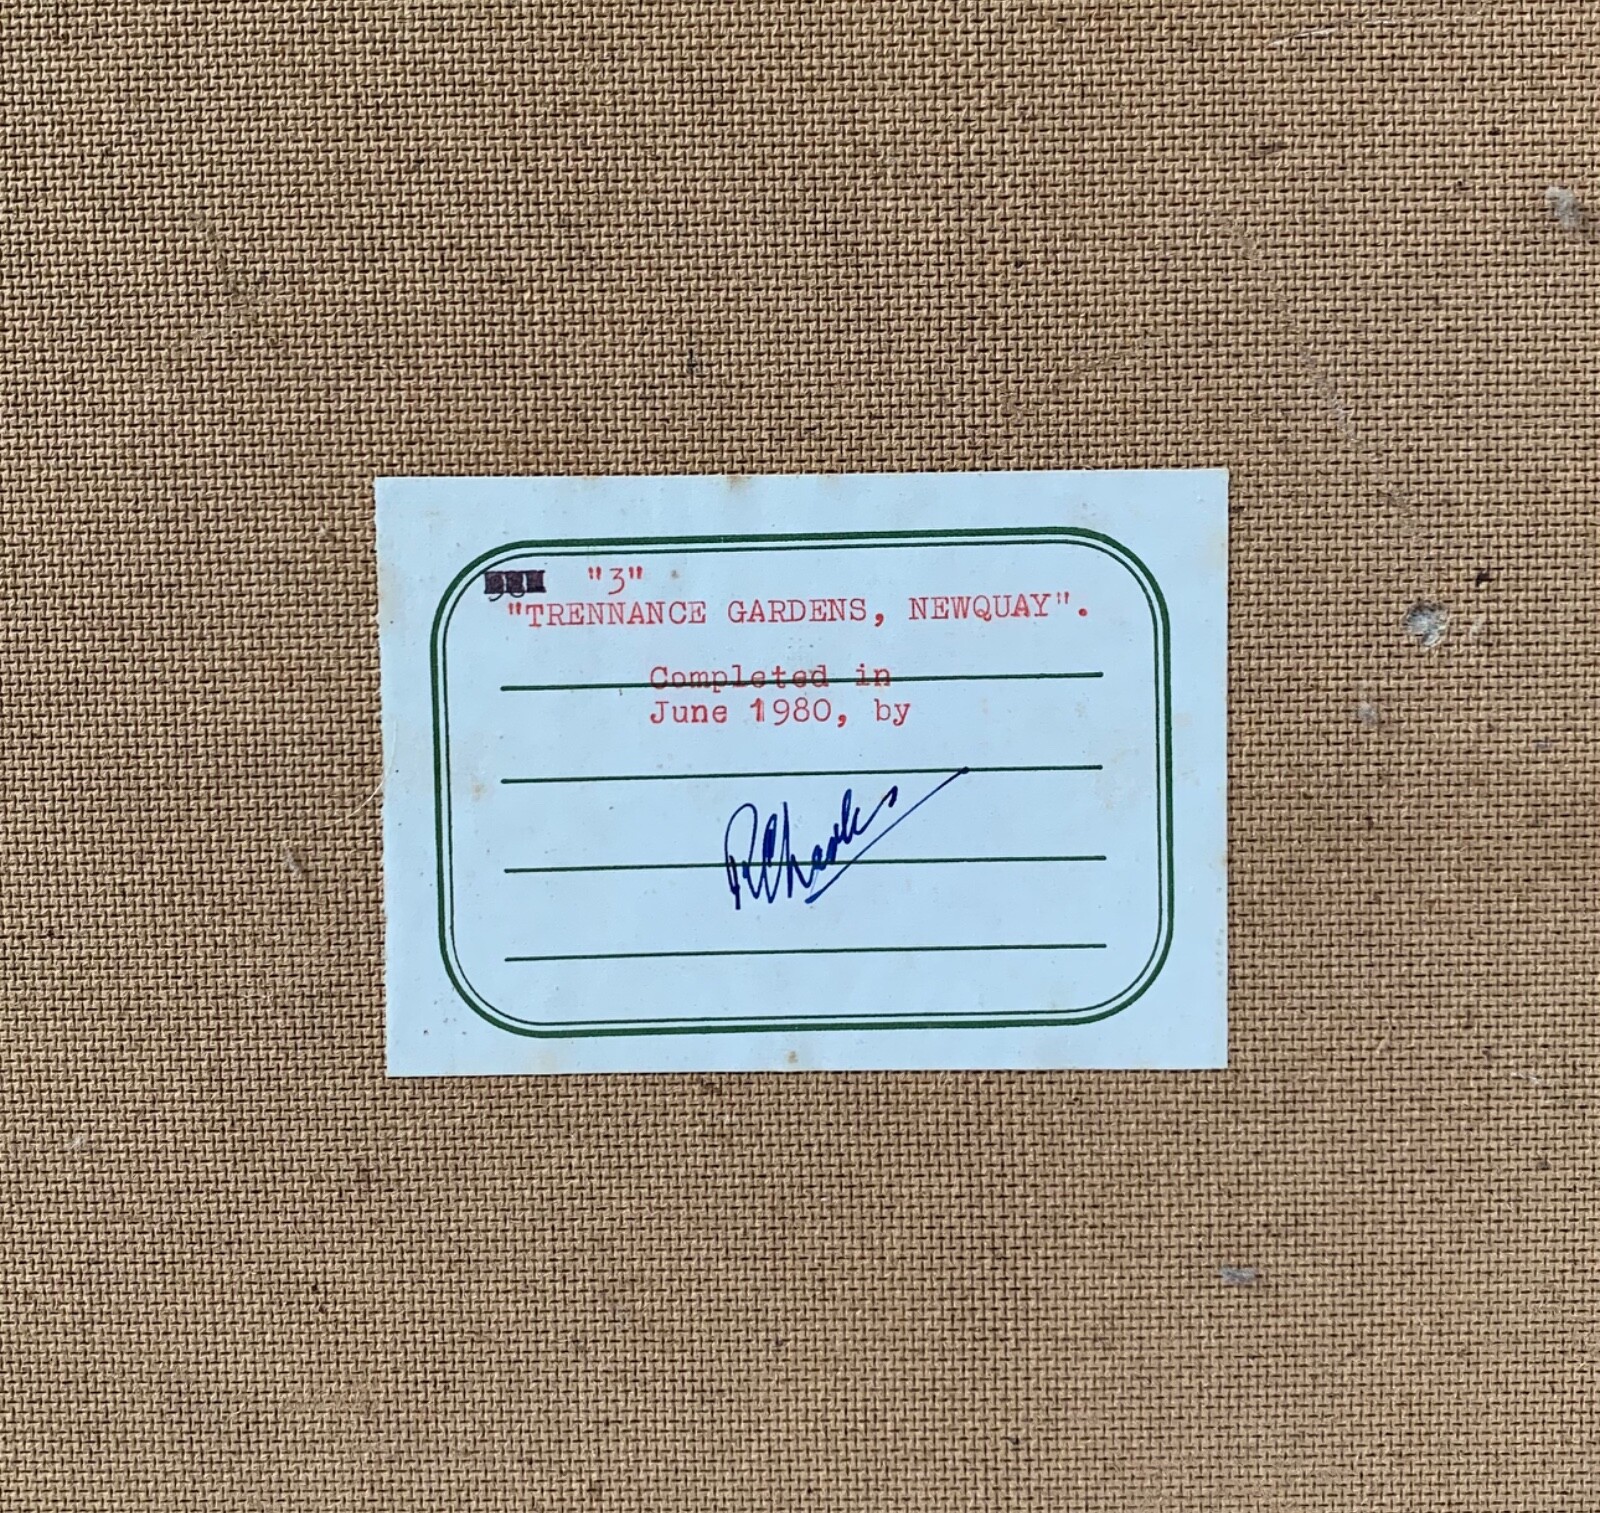 "3"
"TRENNANCE GARDENS, NEWQUAY".
Completed in
June 1980, by